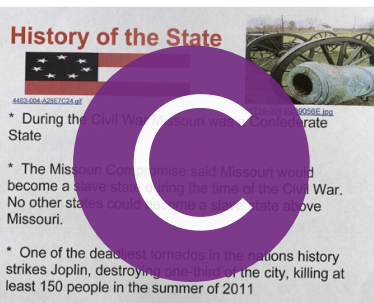 History of the State
4483-004-A28E7C24.gif
* During the Civil War Missouri was a Confederate
State
* The Missouri Compromise said Missouri would
become a slave state during the time of the Civil War.
No other states could become a slave state above
Missouri.
* One of the deadliest tornados in the nations history
strikes Joplin, destroying one-third of the city, killing at
least 150 people in the summer of 2011
C